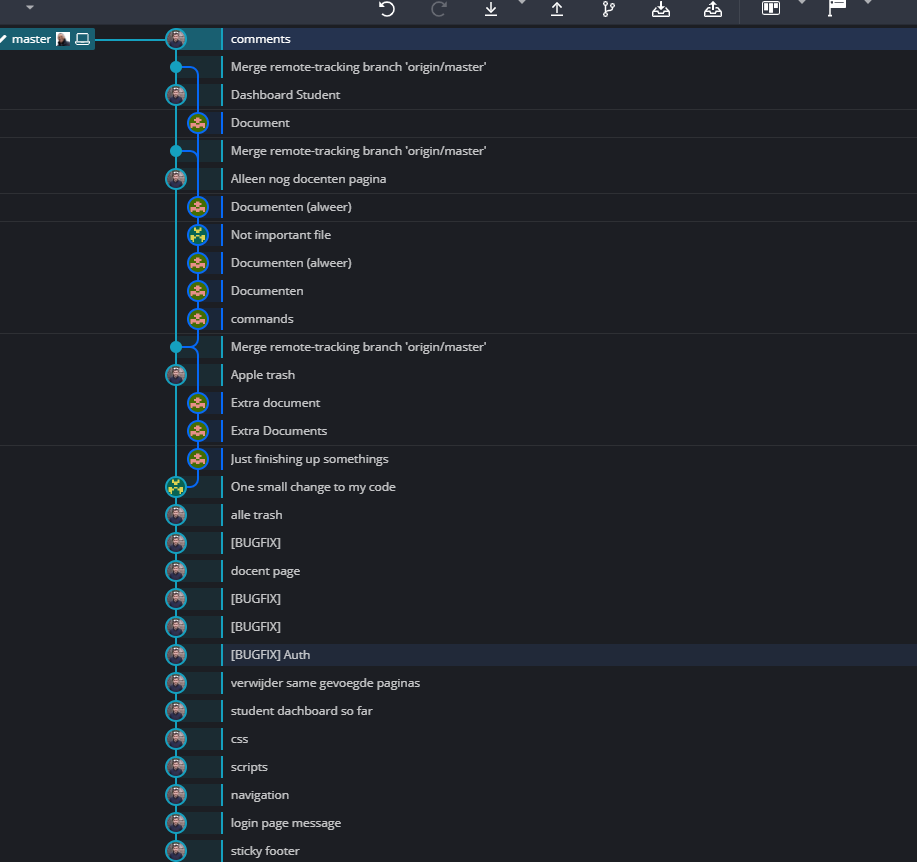 master
comments
Merge remote-tracking branch 'origin/master'
Dashboard Student
Document
Merge remote-tracking branch 'origin/master'
Alleen nog docenten pagina
Documenten (alweer)
Not important file
Documenten (alweer)
Documenten
commands
Merge remote-tracking branch 'origin/master'
Apple trash
Extra document
Extra Documents
Just finishing up somethings
One small change to my code
alle trash
[BUGFIX]
docent page
[BUGFIX]
[BUGFIX]
[BUGFIX] Auth
verwijder same gevoegde paginas
student dachboard so far
css
scripts
navigation
login page message
sticky footer